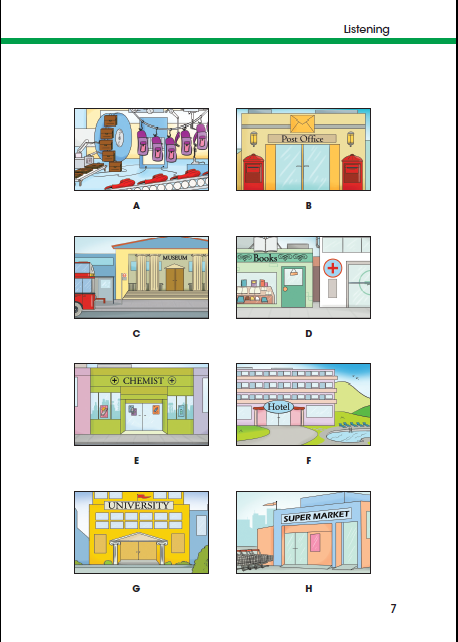 Listening
A
Post Office
B
MUSEUM
C
Books
D
CHEMIST
E
Hotel
F
UNIVERSITY
G
SUPER MARKET
H
7